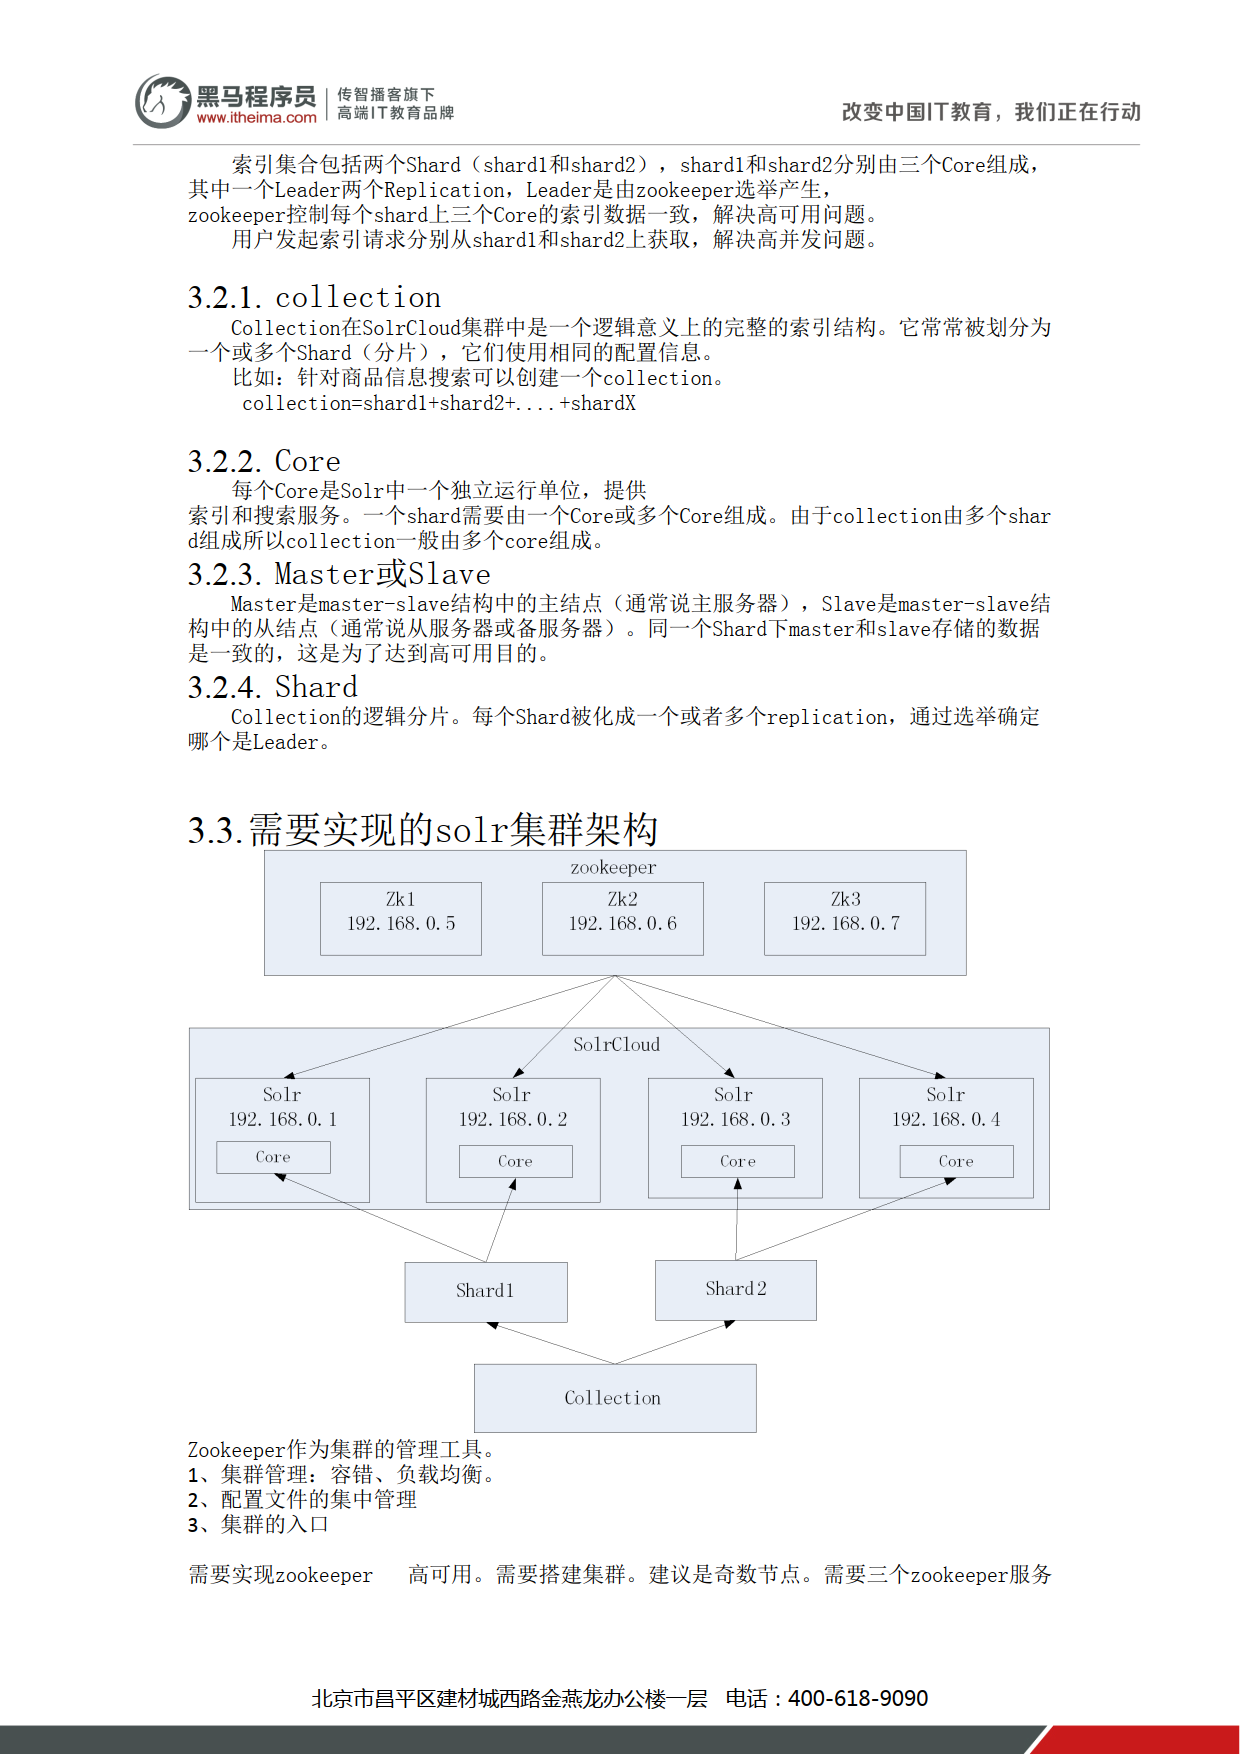 黑马程序员
www.itheima.com
传智播客旗下
高端IT教育品牌
改变中国IT教育，我们正在行动
索引集合包括两个Shard（shard1和shard2），shard1和shard2分别由三个Core组成，
其中一个Leader两个Replication，Leader是由zookeeper选举产生，
zookeeper控制每个shard上三个Core的索引数据一致，解决高可用问题。
用户发起索引请求分别从shard1和shard2上获取，解决高并发问题。
3.2.1. collection
Collection在SolrCloud集群中是一个逻辑意义上的完整的索引结构。它常常被划分为
一个或多个Shard（分片），它们使用相同的配置信息。
比如：针对商品信息搜索可以创建一个collection。
collection=shard1+shard2+....+shardX
3.2.2. Core
每个Core是Solr中一个独立运行单位，提供
索引和搜索服务。一个shard需要由一个Core或多个Core组成。由于collection由多个shar
d组成所以collection一般由多个core组成。
3.2.3. Master或Slave
Master是master-slave结构中的主结点（通常说主服务器），Slave是master-slave结
构中的从结点（通常说从服务器或备服务器）。同一个Shard下master和slave存储的数据
是一致的，这是为了达到高可用目的。
3.2.4. Shard
Collection的逻辑分片。每个Shard被化成一个或者多个replication，通过选举确定
哪个是Leader。
3.3.需要实现的solr集群架构
zookeeper
Zk1
192.168.0.5
Zk2
192.168.0.6
Zk3
192.168.0.7
SolrCloud
Solr
192.168.0.1
Core
Solr
192.168.0.2
Core
Solr
192.168.0.3
Core
Solr
192.168.0.4
Core
Shard1
Shard2
Collection
Zookeeper作为集群的管理工具。
1、集群管理：容错、负载均衡。
2、配置文件的集中管理
3、集群的入口
需要实现zookeeper 高可用。需要搭建集群。建议是奇数节点。需要三个zookeeper服务
北京市昌平区建材城西路金燕龙办公楼一层 电话：400-618-9090